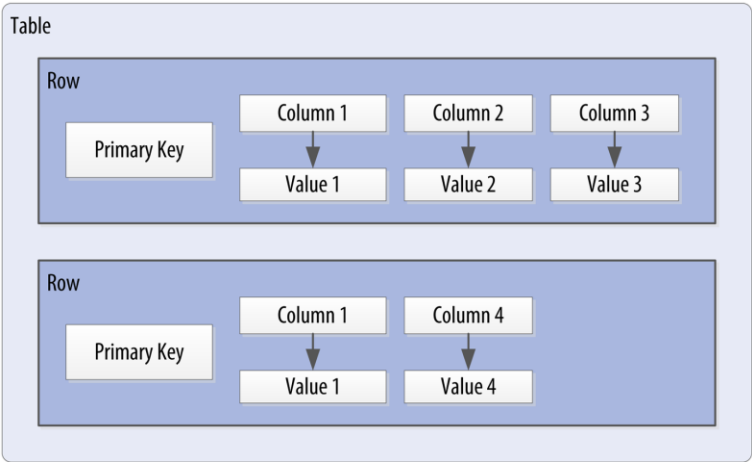 Table
Row
Column 1 Column 2 Column 3
Primary Key
Value 1 Value 2 Value 3
Row
Column 1 Column 4
Primary Key
Value 1 Value 4